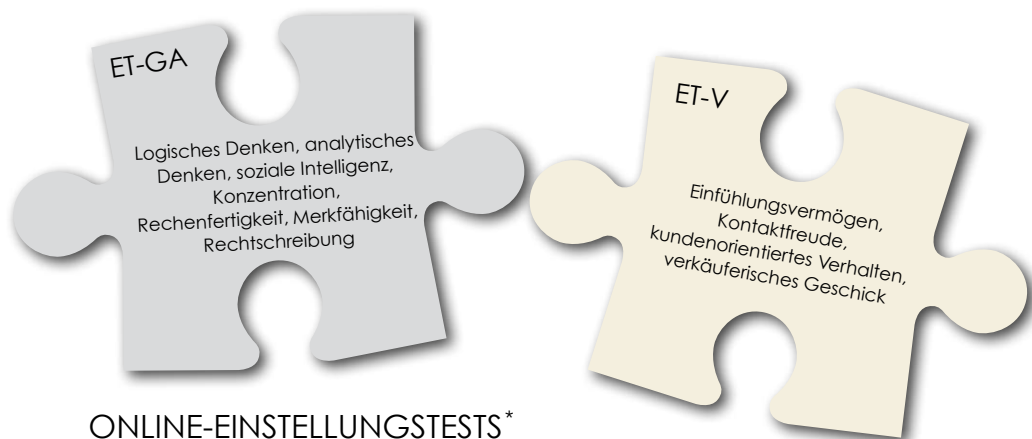 ET-GA
Logisches Denken, analytisches
Denken, soziale Intelligenz,
Konzentration,
Rechenfertigkeit, Merkfähigkeit,
Rechtschreibung
ET-V
Einfühlungsvermögen,
Kontaktfreude,
kundenorientiertes Verhalten,
verkäuferisches Geschick
ONLINE-EINSTELLUNGSTESTS*